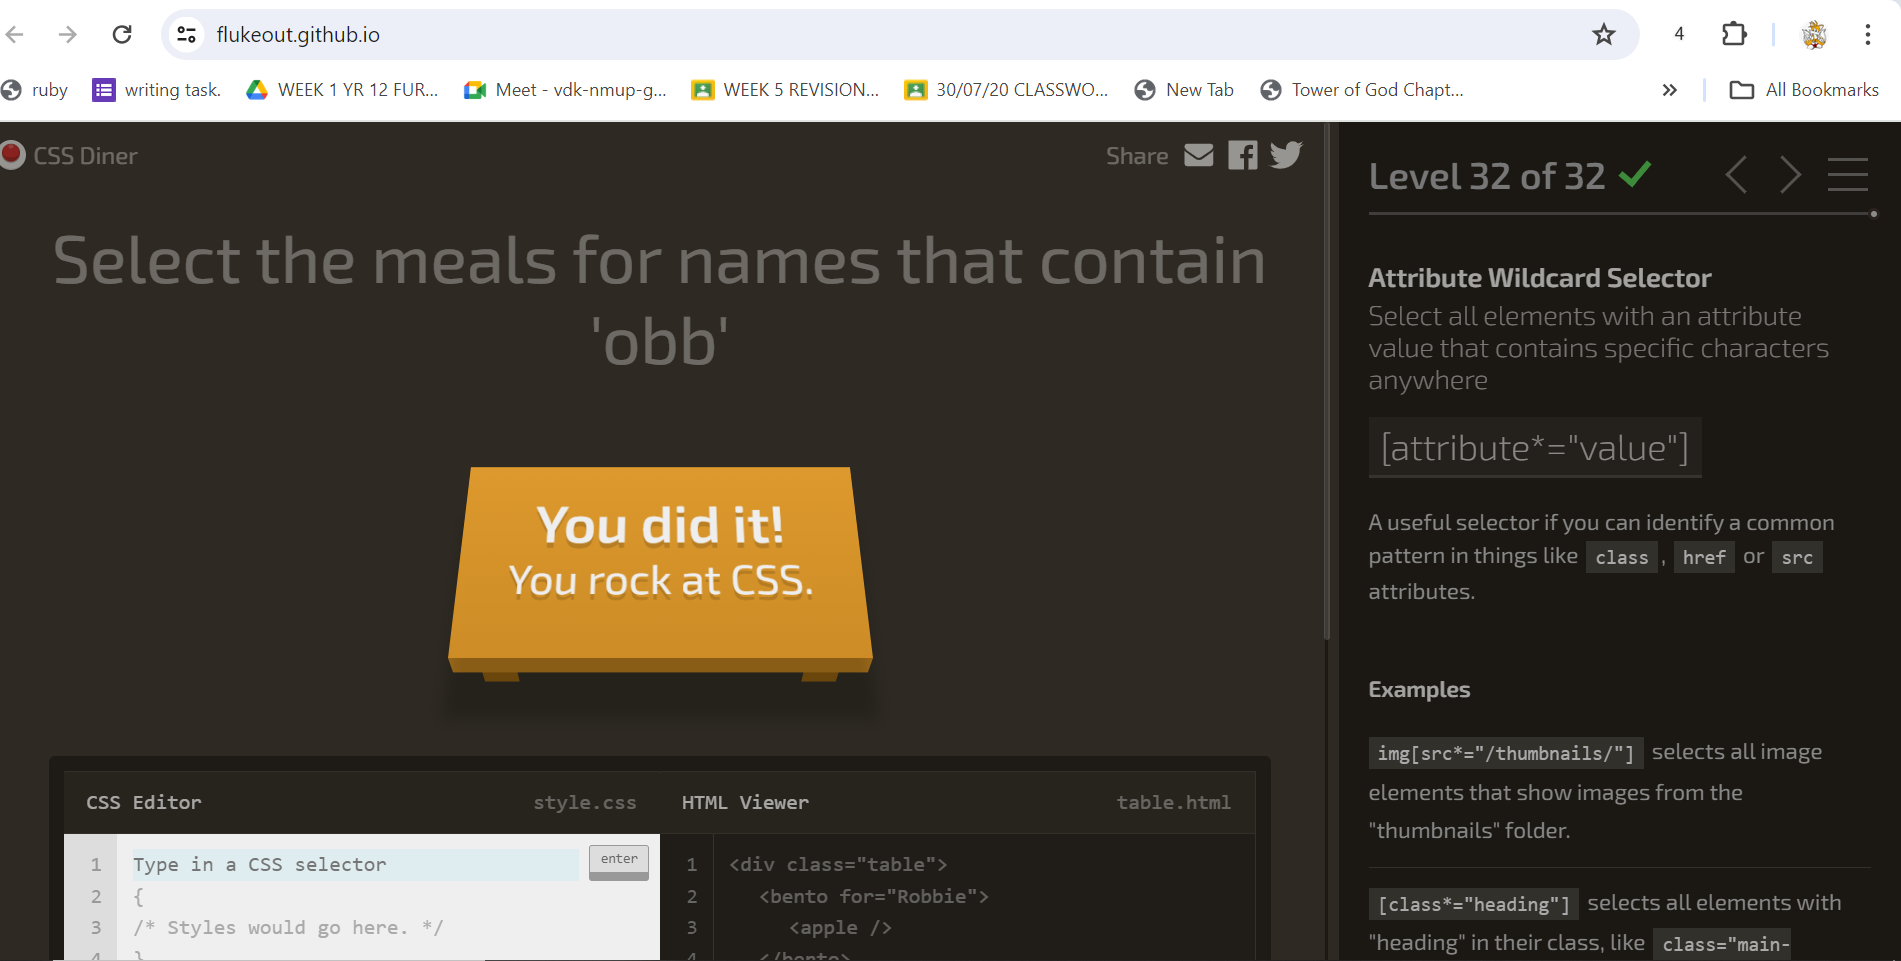 flukeout.github.io
4
ruby
writing task.
WEEK 1 YR 12 FUR...
Meet - vdk-nmup-g...
WEEK 5 REVISION...
30/07/20 CLASSWO...
New Tab
Tower of God Chapt...
»
All Bookmarks
CSS Diner
Share
Select the meals for names that contain
'obb'
You did it!
You rock at CSS.
CSS Editor
style.css
HTML Viewer
table.html
1
Type in a CSS selector
enter
2
{
3
/* Styles would go here. */
4
}
1
<div class="table">
2
<bento for="Robbie">
3
<apple />
4
</bento>
Level 32 of 32
Attribute Wildcard Selector
Select all elements with an attribute
value that contains specific characters
anywhere
[attribute*="value"]
A useful selector if you can identify a common
pattern in things like class , href or src
attributes.
Examples
img[src*="/thumbnails/"] selects all image
elements that show images from the
"thumbnails" folder.
[class*="heading"] selects all elements with
"heading" in their class, like class="main-